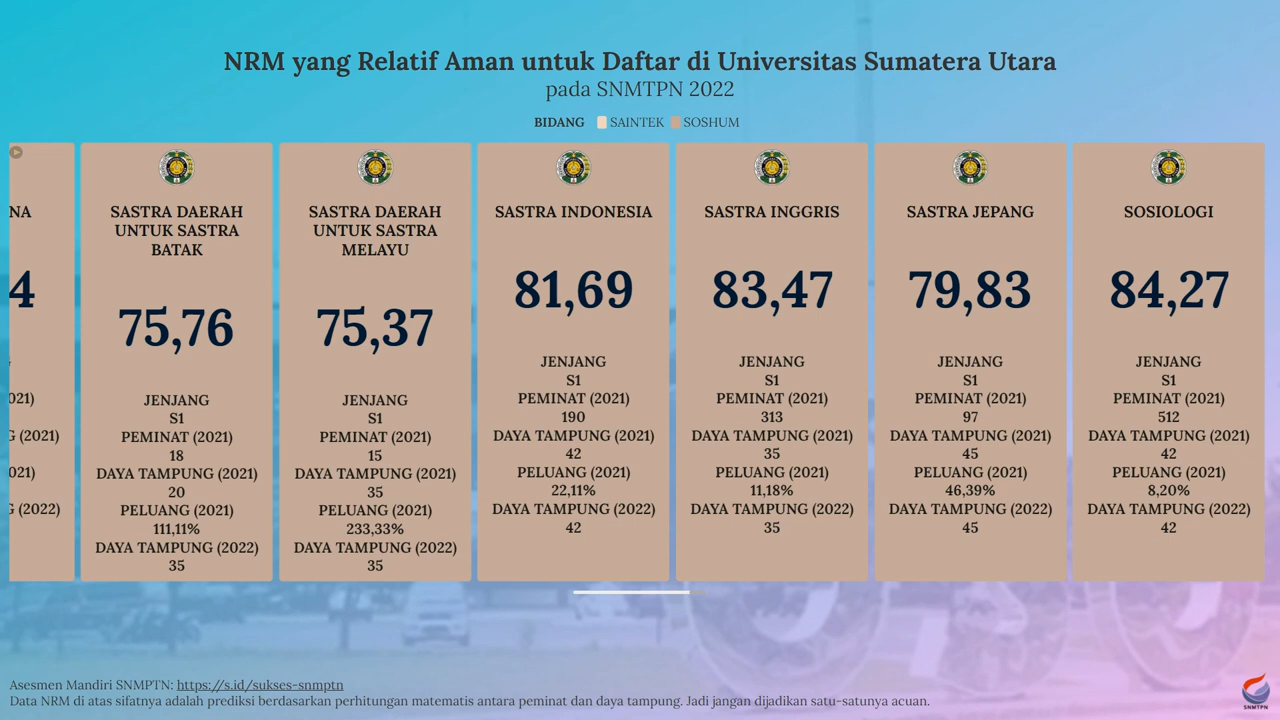 NRM yang Relatif Aman untuk Daftar di Universitas Sumatera Utara
pada SNMTPN 2022
BIDANG SAINTEK SOSHUM
NA
4
021)
G (2021)
021)
G (2022)
SASTRA DAERAH
UNTUK SASTRA
BATAK
75,76
JENJANG
S1
PEMINAT (2021)
18
DAYA TAMPUNG (2021)
20
PELUANG (2021)
111,11%
DAYA TAMPUNG (2022)
35
SASTRA DAERAH
UNTUK SASTRA
MELAYU
75,37
JENJANG
S1
PEMINAT (2021)
15
DAYA TAMPUNG (2021)
35
PELUANG (2021)
233,33%
DAYA TAMPUNG (2022)
35
SASTRA INDONESIA
81,69
JENJANG
S1
PEMINAT (2021)
190
DAYA TAMPUNG (2021)
42
PELUANG (2021)
22,11%
DAYA TAMPUNG (2022)
42
SASTRA INGGRIS
83,47
JENJANG
S1
PEMINAT (2021)
313
DAYA TAMPUNG (2021)
35
PELUANG (2021)
11,18%
DAYA TAMPUNG (2022)
35
SASTRA JEPANG
79,83
JENJANG
S1
PEMINAT (2021)
97
DAYA TAMPUNG (2021)
45
PELUANG (2021)
46,39%
DAYA TAMPUNG (2022)
45
SOSIOLOGI
84,27
JENJANG
S1
PEMINAT (2021)
512
DAYA TAMPUNG (2021)
42
PELUANG (2021)
8,20%
DAYA TAMPUNG (2022)
42
Asesmen Mandiri SNMPTN: https://s.id/sukses-snmptn
Data NRM di atas sifatnya adalah prediksi berdasarkan perhitungan matematis antara peminat dan daya tampung. Jadi jangan dijadikan satu-satunya acuan.
SNMTPN